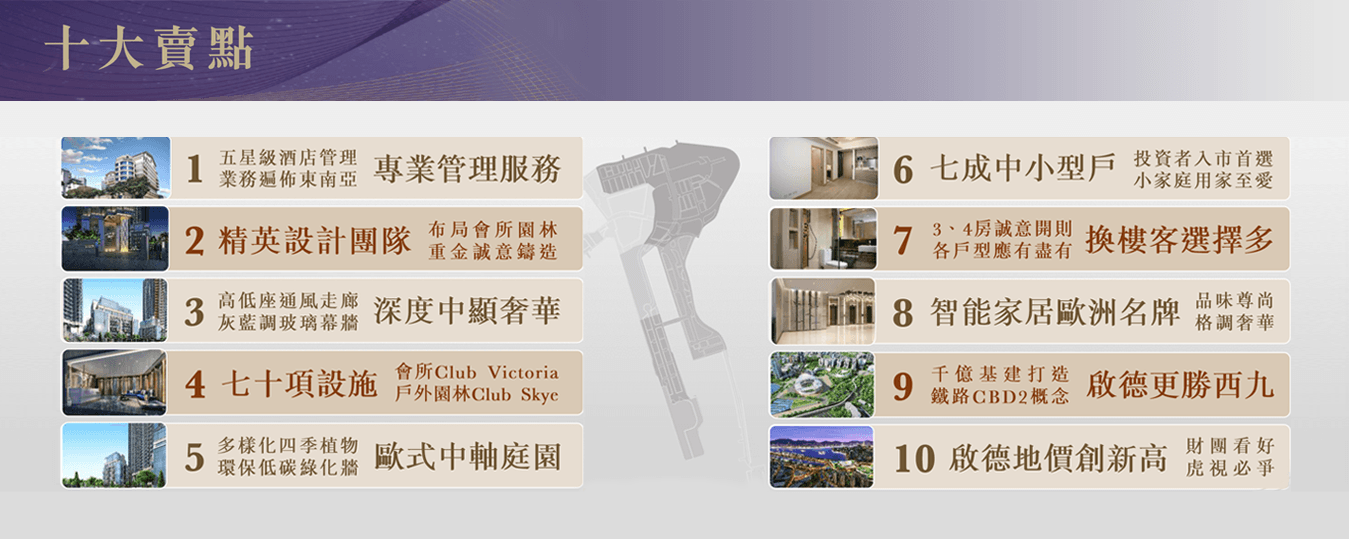 十大賣點
1
五星級酒店管理
業務遍佈東南亞
專業管理服務
2
精英設計團隊
布局會所園林
重金誠意鑄造
3
高低座通風走廊
灰藍調玻璃幕牆
深度中顯奢華
4
七十項設施
會所Club Victoria
戶外園林Club Skye
5
多樣化四季植物
環保低碳綠化牆
歐式中軸庭園
6
七成中小型戶
投資者入市首選
小家庭用家至愛
7
3、4房誠意開則
各戶型應有盡有
換樓客選擇多
8
智能家居歐洲名牌
品味尊尚
格調奢華
9
千億基建打造
鐵路CBD2概念
啟德更勝西九
10
啟德地價創新高
財團看好
虎視必爭